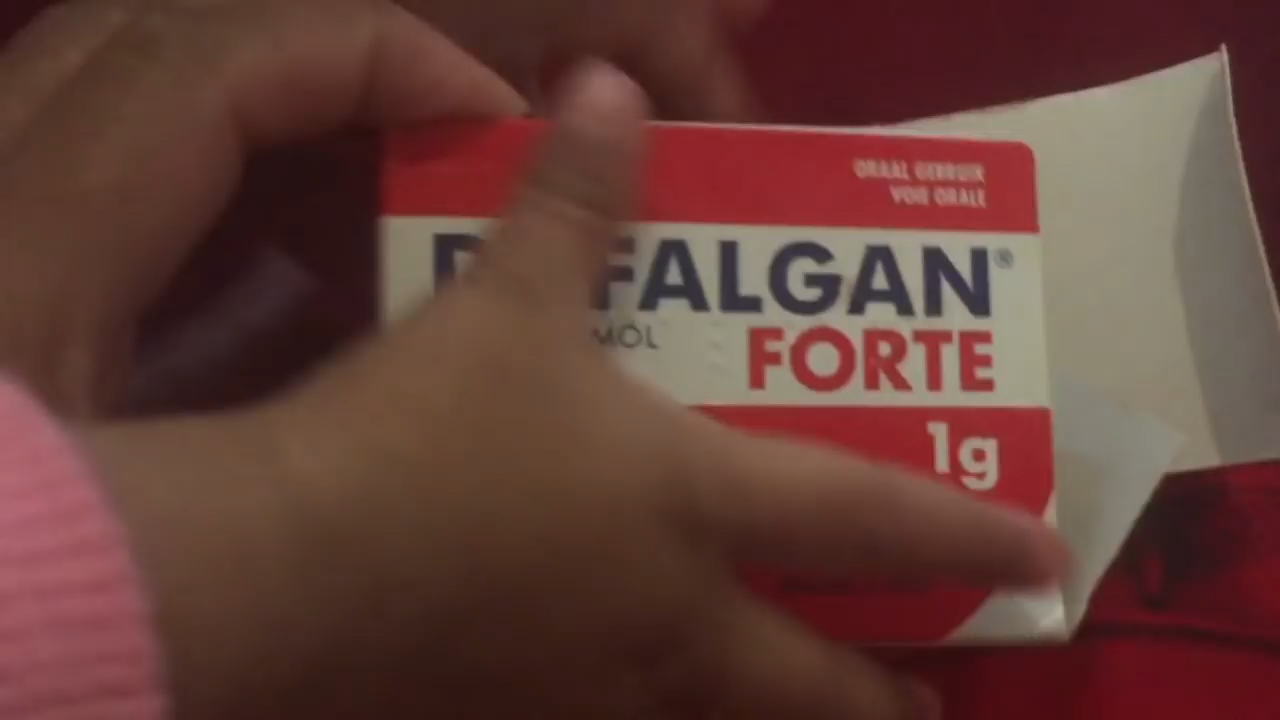 ORAAL GEBRUIK
VOIE ORALE
FALGAN®
MOL
FORTE
1g